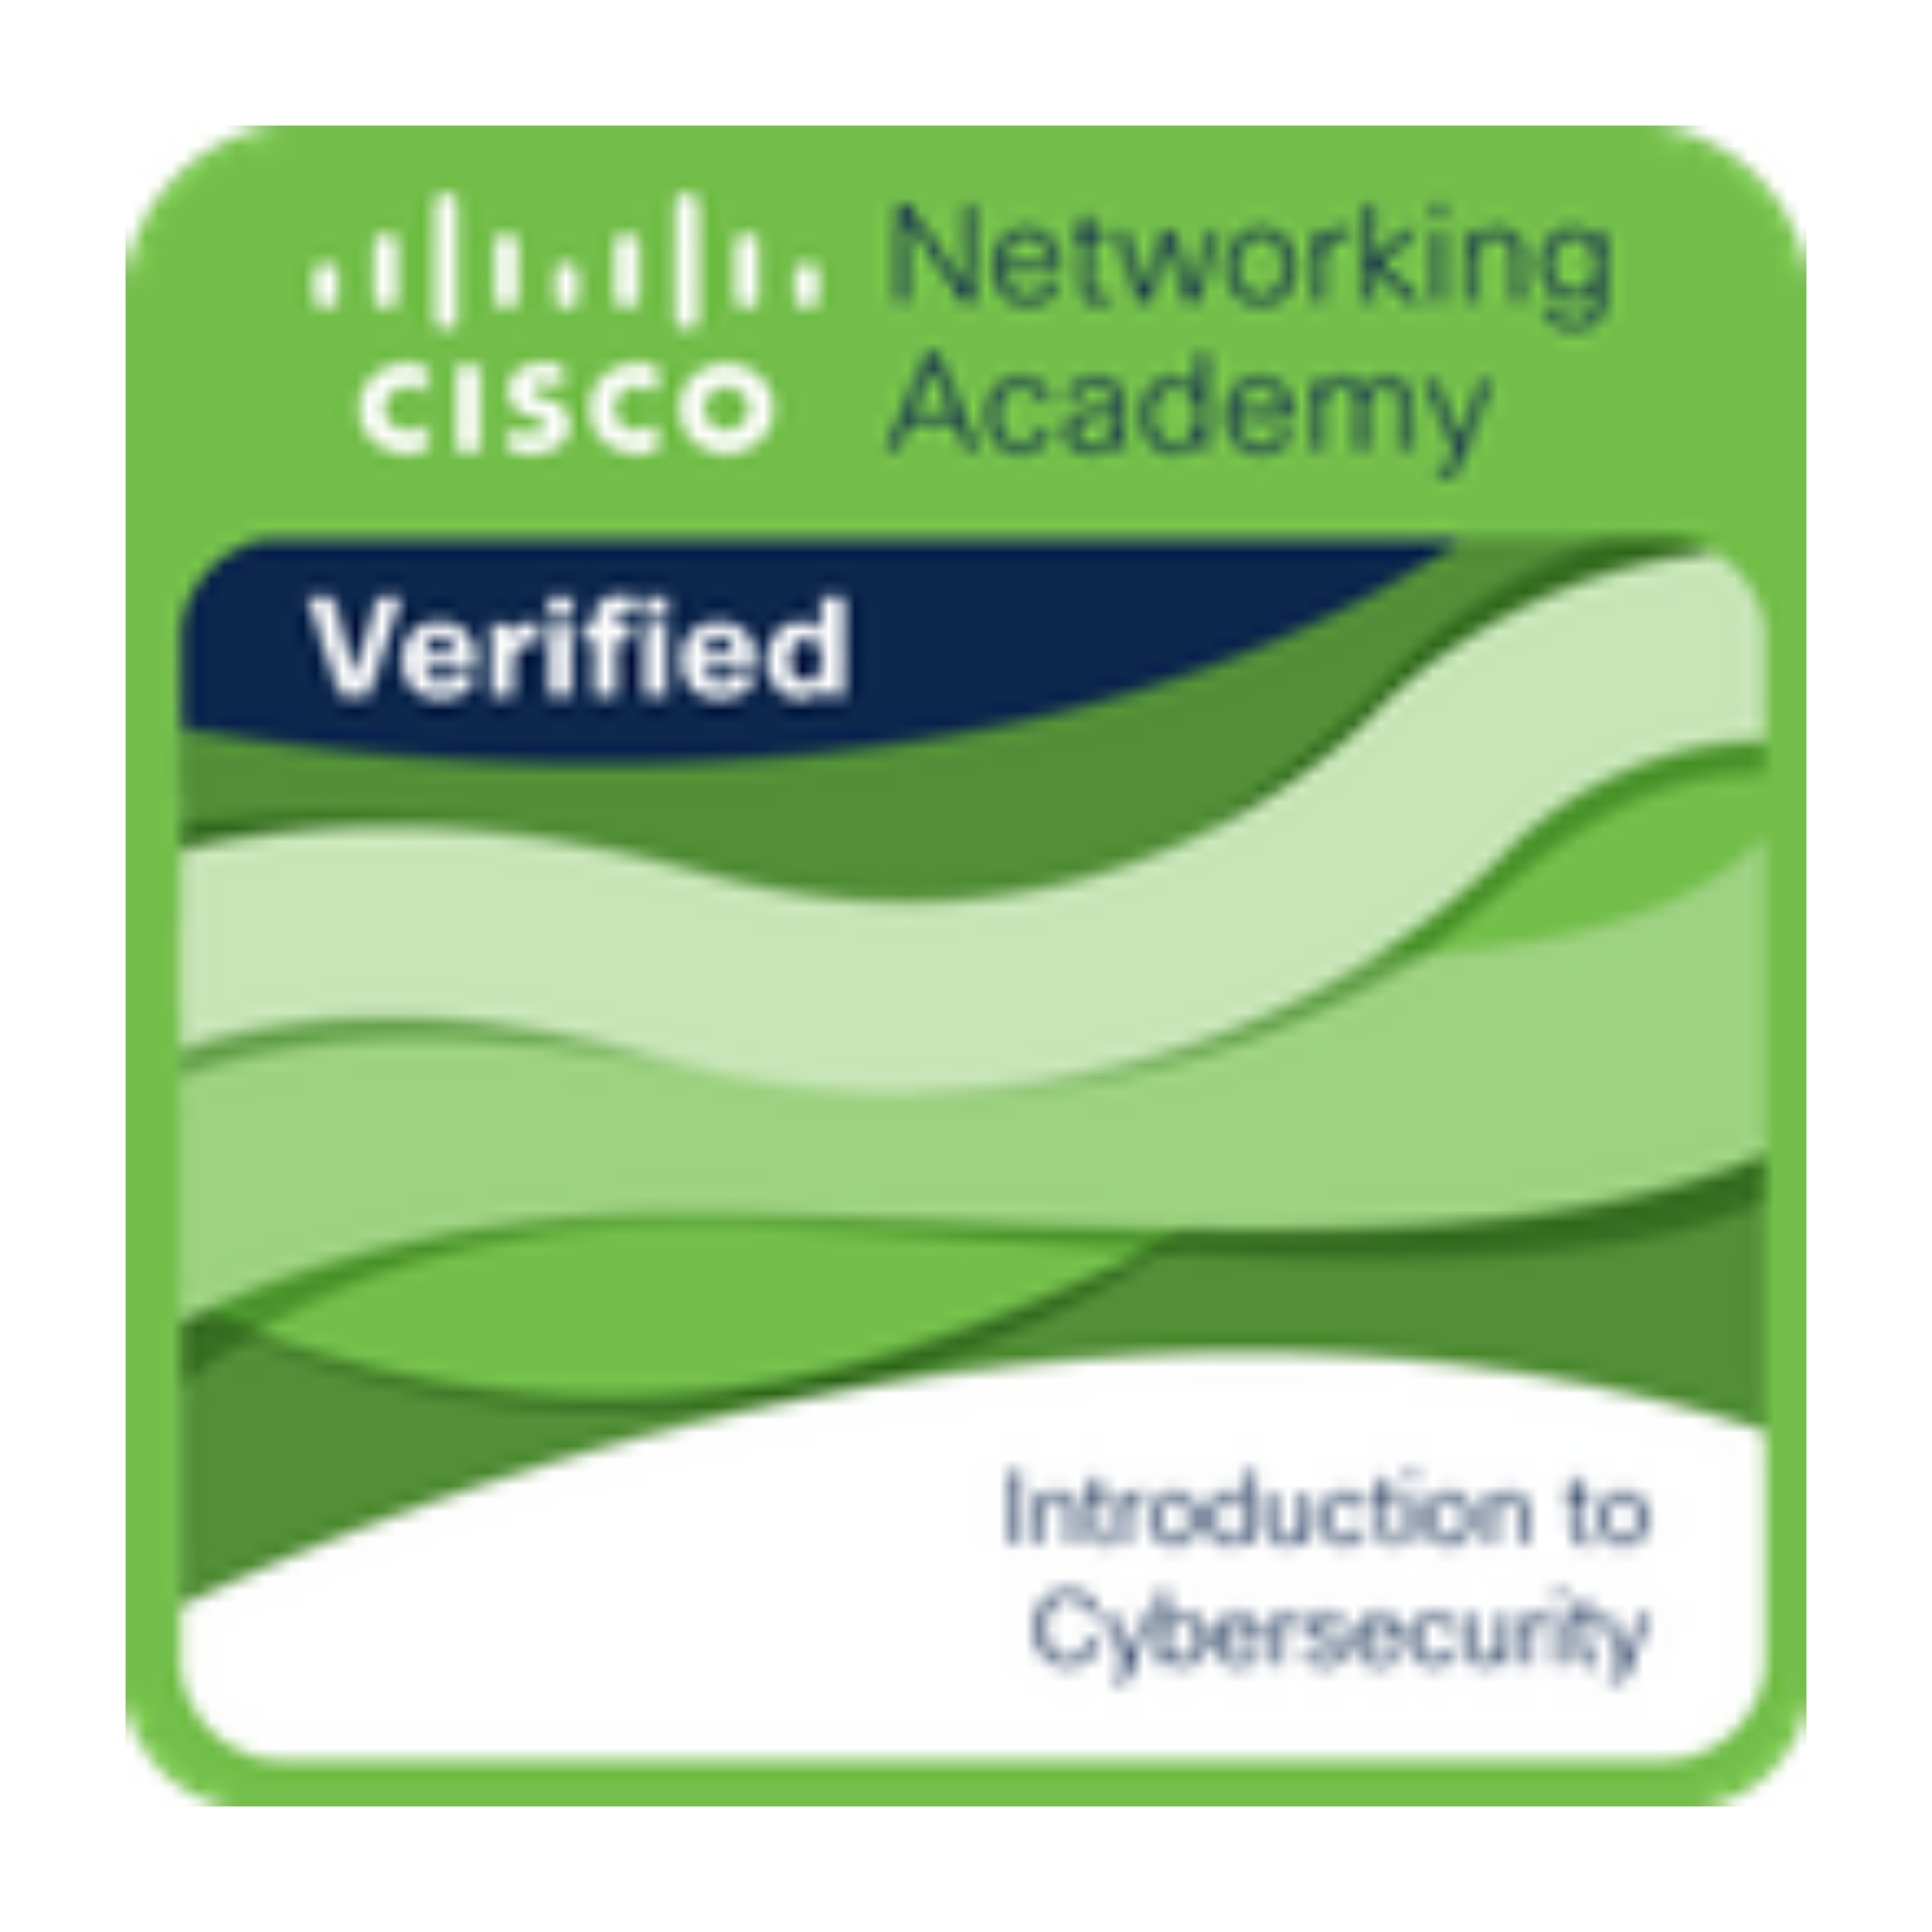 CISCO
Networking
Academy
Verified
Introduction to
Cybersecurity